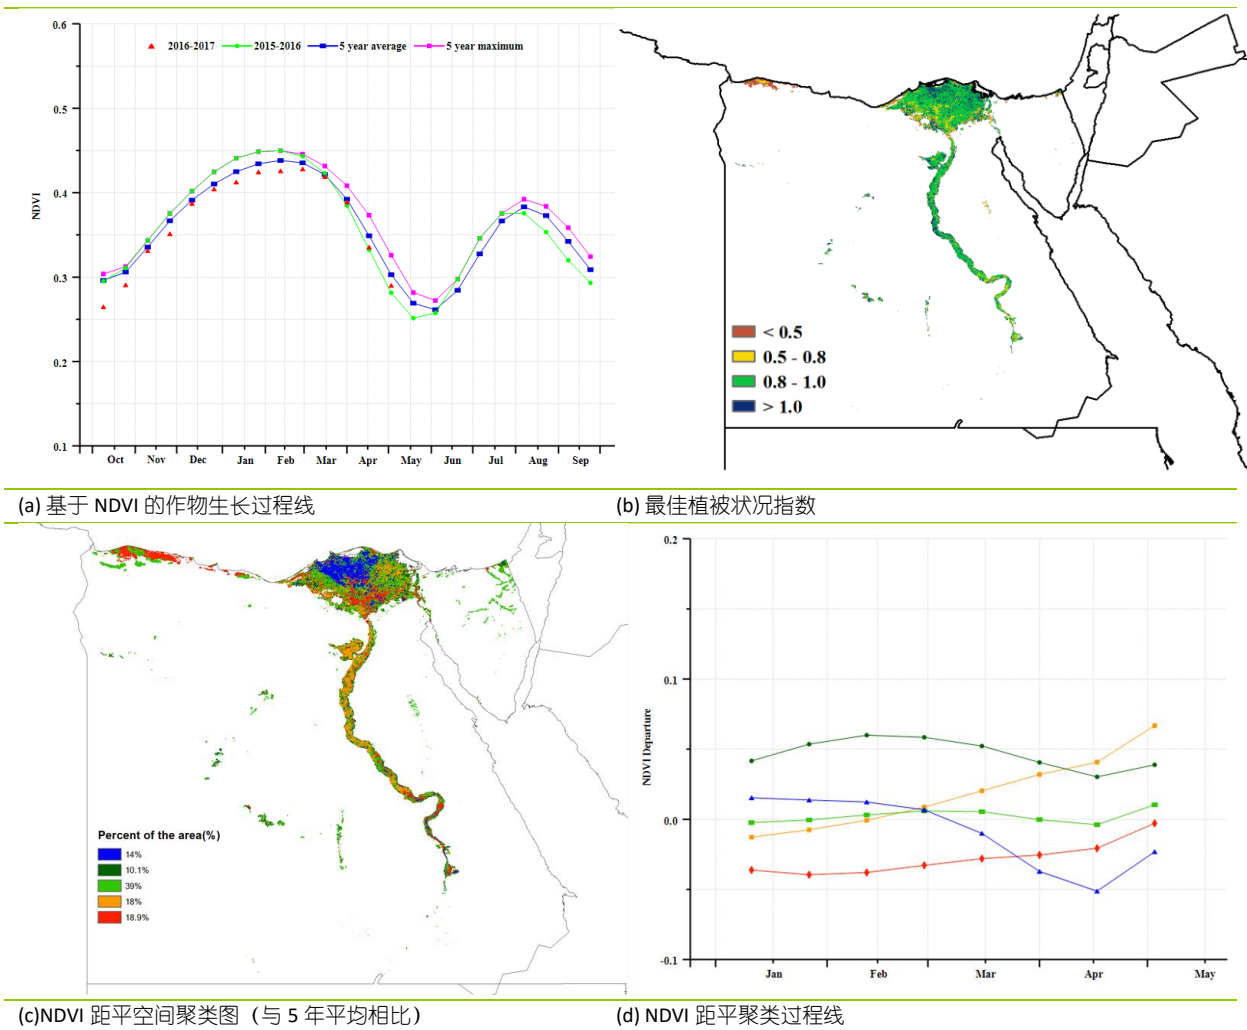 0.6
2016-2017 2015-2016 5 year average 5 year maximum
0.5
0.4
NDVI
0.3
0.2
0.1
Oct Nov Dec Jan Feb Mar Apr May Jun Jul Aug Sep
< 0.5
0.5 - 0.8
0.8 - 1.0
> 1.0
(a) 基于 NDVI 的作物生长过程线
(b) 最佳植被状况指数
Percent of the area(%)
14%
10.1%
39%
18%
18.9%
0.2
0.1
NDVI Departure
0.0
-0.1
Jan Feb Mar Apr May
(c)NDVI 距平空间聚类图（与 5 年平均相比）
(d) NDVI 距平聚类过程线